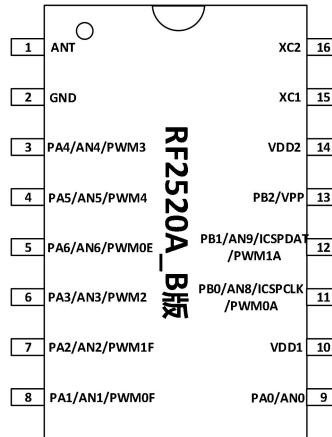 1 ANT
2 GND
3 PA4/AN4/PWM3
4 PA5/AN5/PWM4
5 PA6/AN6/PWM0E
6 PA3/AN3/PWM2
7 PA2/AN2/PWM1F
8 PA1/AN1/PWM0F
RF2520A_B版
XC2 16
XC1 15
VDD2 14
PB2/VPP 13
PB1/AN9/ICSPDAT
/PWM1A 12
PB0/AN8/ICSPCLK
/PWM0A 11
VDD1 10
PA0/AN0 9